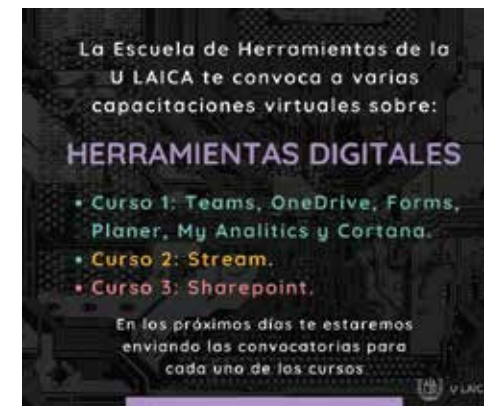 La Escuela de Herramientas de la
U LAICA te convoca a varias
capacitaciones virtuales sobre:
HERRAMIENTAS DIGITALES
• Curso 1: Teams, OneDrive, Forms,
Planer, My Analitics y Cortana.
• Curso 2: Stream.
• Curso 3: Sharepoint.
En los próximos días te estaremos
enviando las convocatorias para
cada uno de los cursos
U LAIC